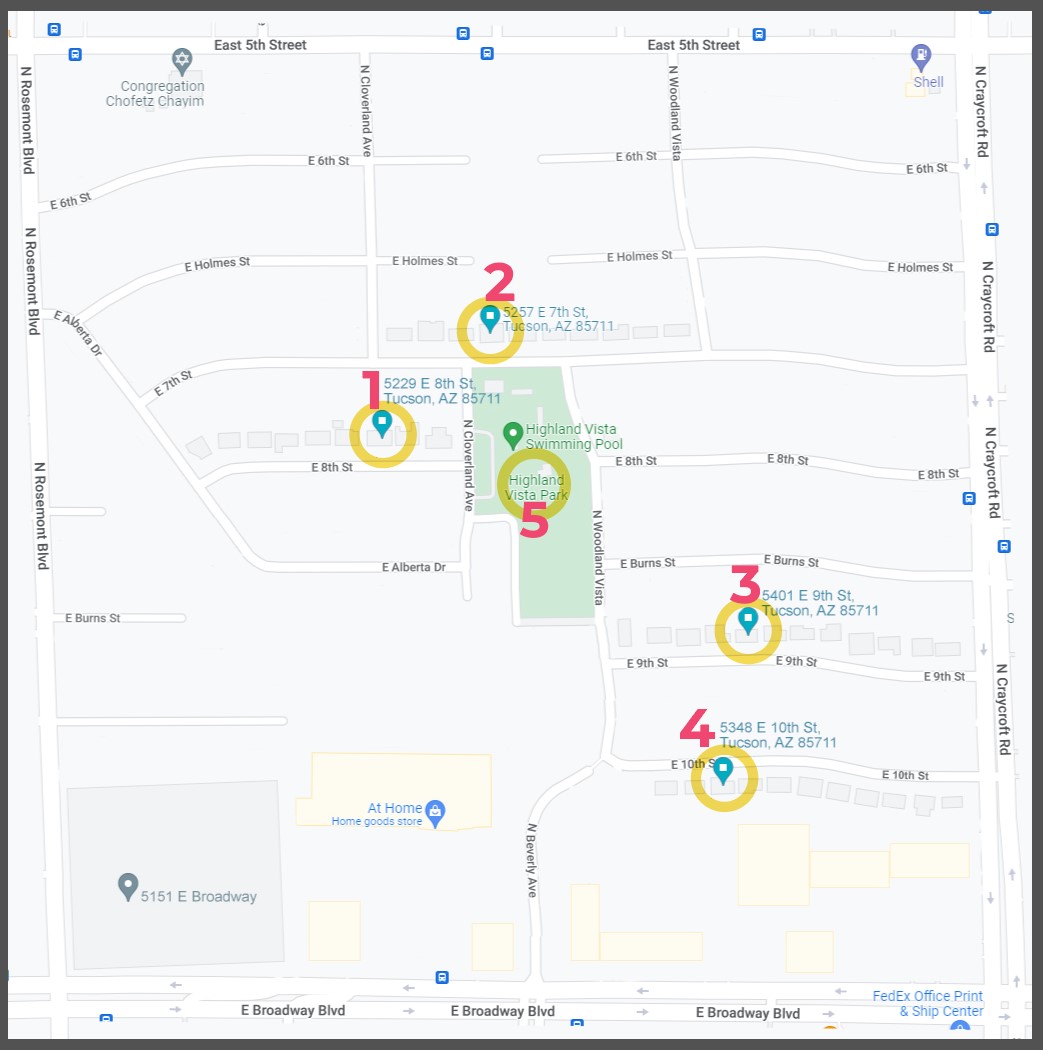 East 5th Street
East 5th Street
N Rosemont Blvd
Congregation
Chofetz Chayim
N Cloverland Ave
N Woodland Vista
Shell
N Craycroft Rd
E 6th St
E 6th St
E 6th St
E 6th St
N Rosemont Blvd
E Holmes St
E Holmes St
E Holmes St
E Holmes St
N Craycroft Rd
2
5257 E 7th St,
Tucson, AZ 85711
E Alberta Dr
E 7th St
1
5229 E 8th St,
Tucson, AZ 85711
N Cloverland Ave
Highland Vista
Swimming Pool
E 8th St
E 8th St
E 8th St
E 8th St
Highland
Vista Park
5
N Rosemont Blvd
N Craycroft Rd
N Woodland Vista
E Alberta Dr
E Burns St
E Burns St
3
5401 E 9th St,
Tucson, AZ 85711
E Burns St
S
E 9th St
E 9th St
E 9th St
N Craycroft Rd
4
5348 E 10th St,
Tucson, AZ 85711
E 10th S
E 10th St
At Home
Home goods store
N Beverly Ave
5151 E Broadway
FedEx Office Print
& Ship Center
E Broadway Blvd
E Broadway Blvd
E Broadway Blvd